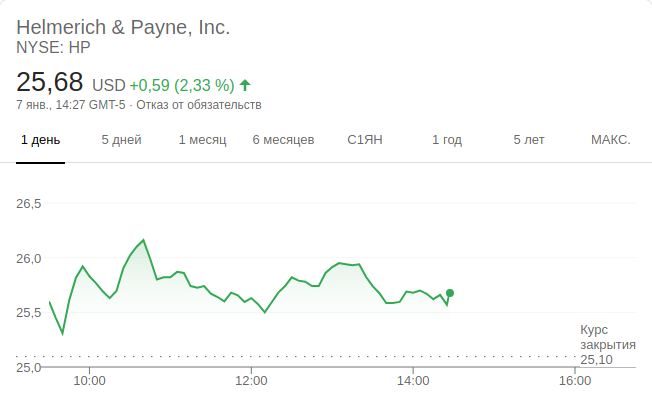 Helmerich & Payne, Inc.
NYSE: HP
25,68 USD +0,59 (2,33 %)
7 янв., 14:27 GMT-5 · Отказ от обязательств
1 день 5 дней 1 месяц 6 месяцев С1ЯН 1 год 5 лет МАКС.
26,5
26,0
25,5
25,0
Курс
закрытия
25,10
10:00 12:00 14:00 16:00